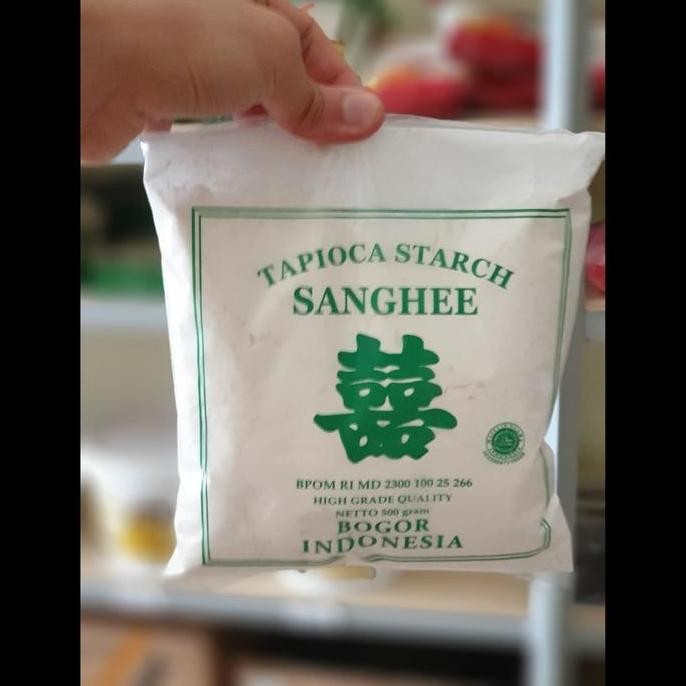 TAPIOCA STARCH
SANGHEE
囍
BPOM RI MD 2300 100 25 266
HIGH GRADE QUALITY
NETTO 500 gram
BOGOR
INDONESIA